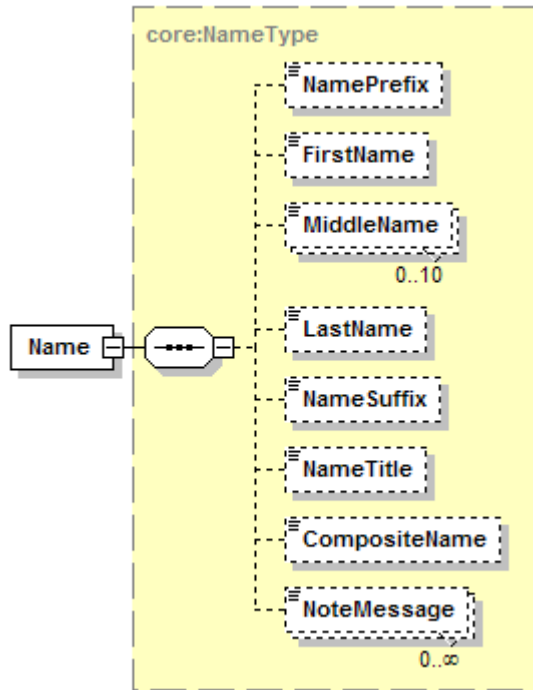 core:NameType
NamePrefix
FirstName
MiddleName
0..10
LastName
Name
NameSuffix
NameTitle
CompositeName
NoteMessage
0..∞